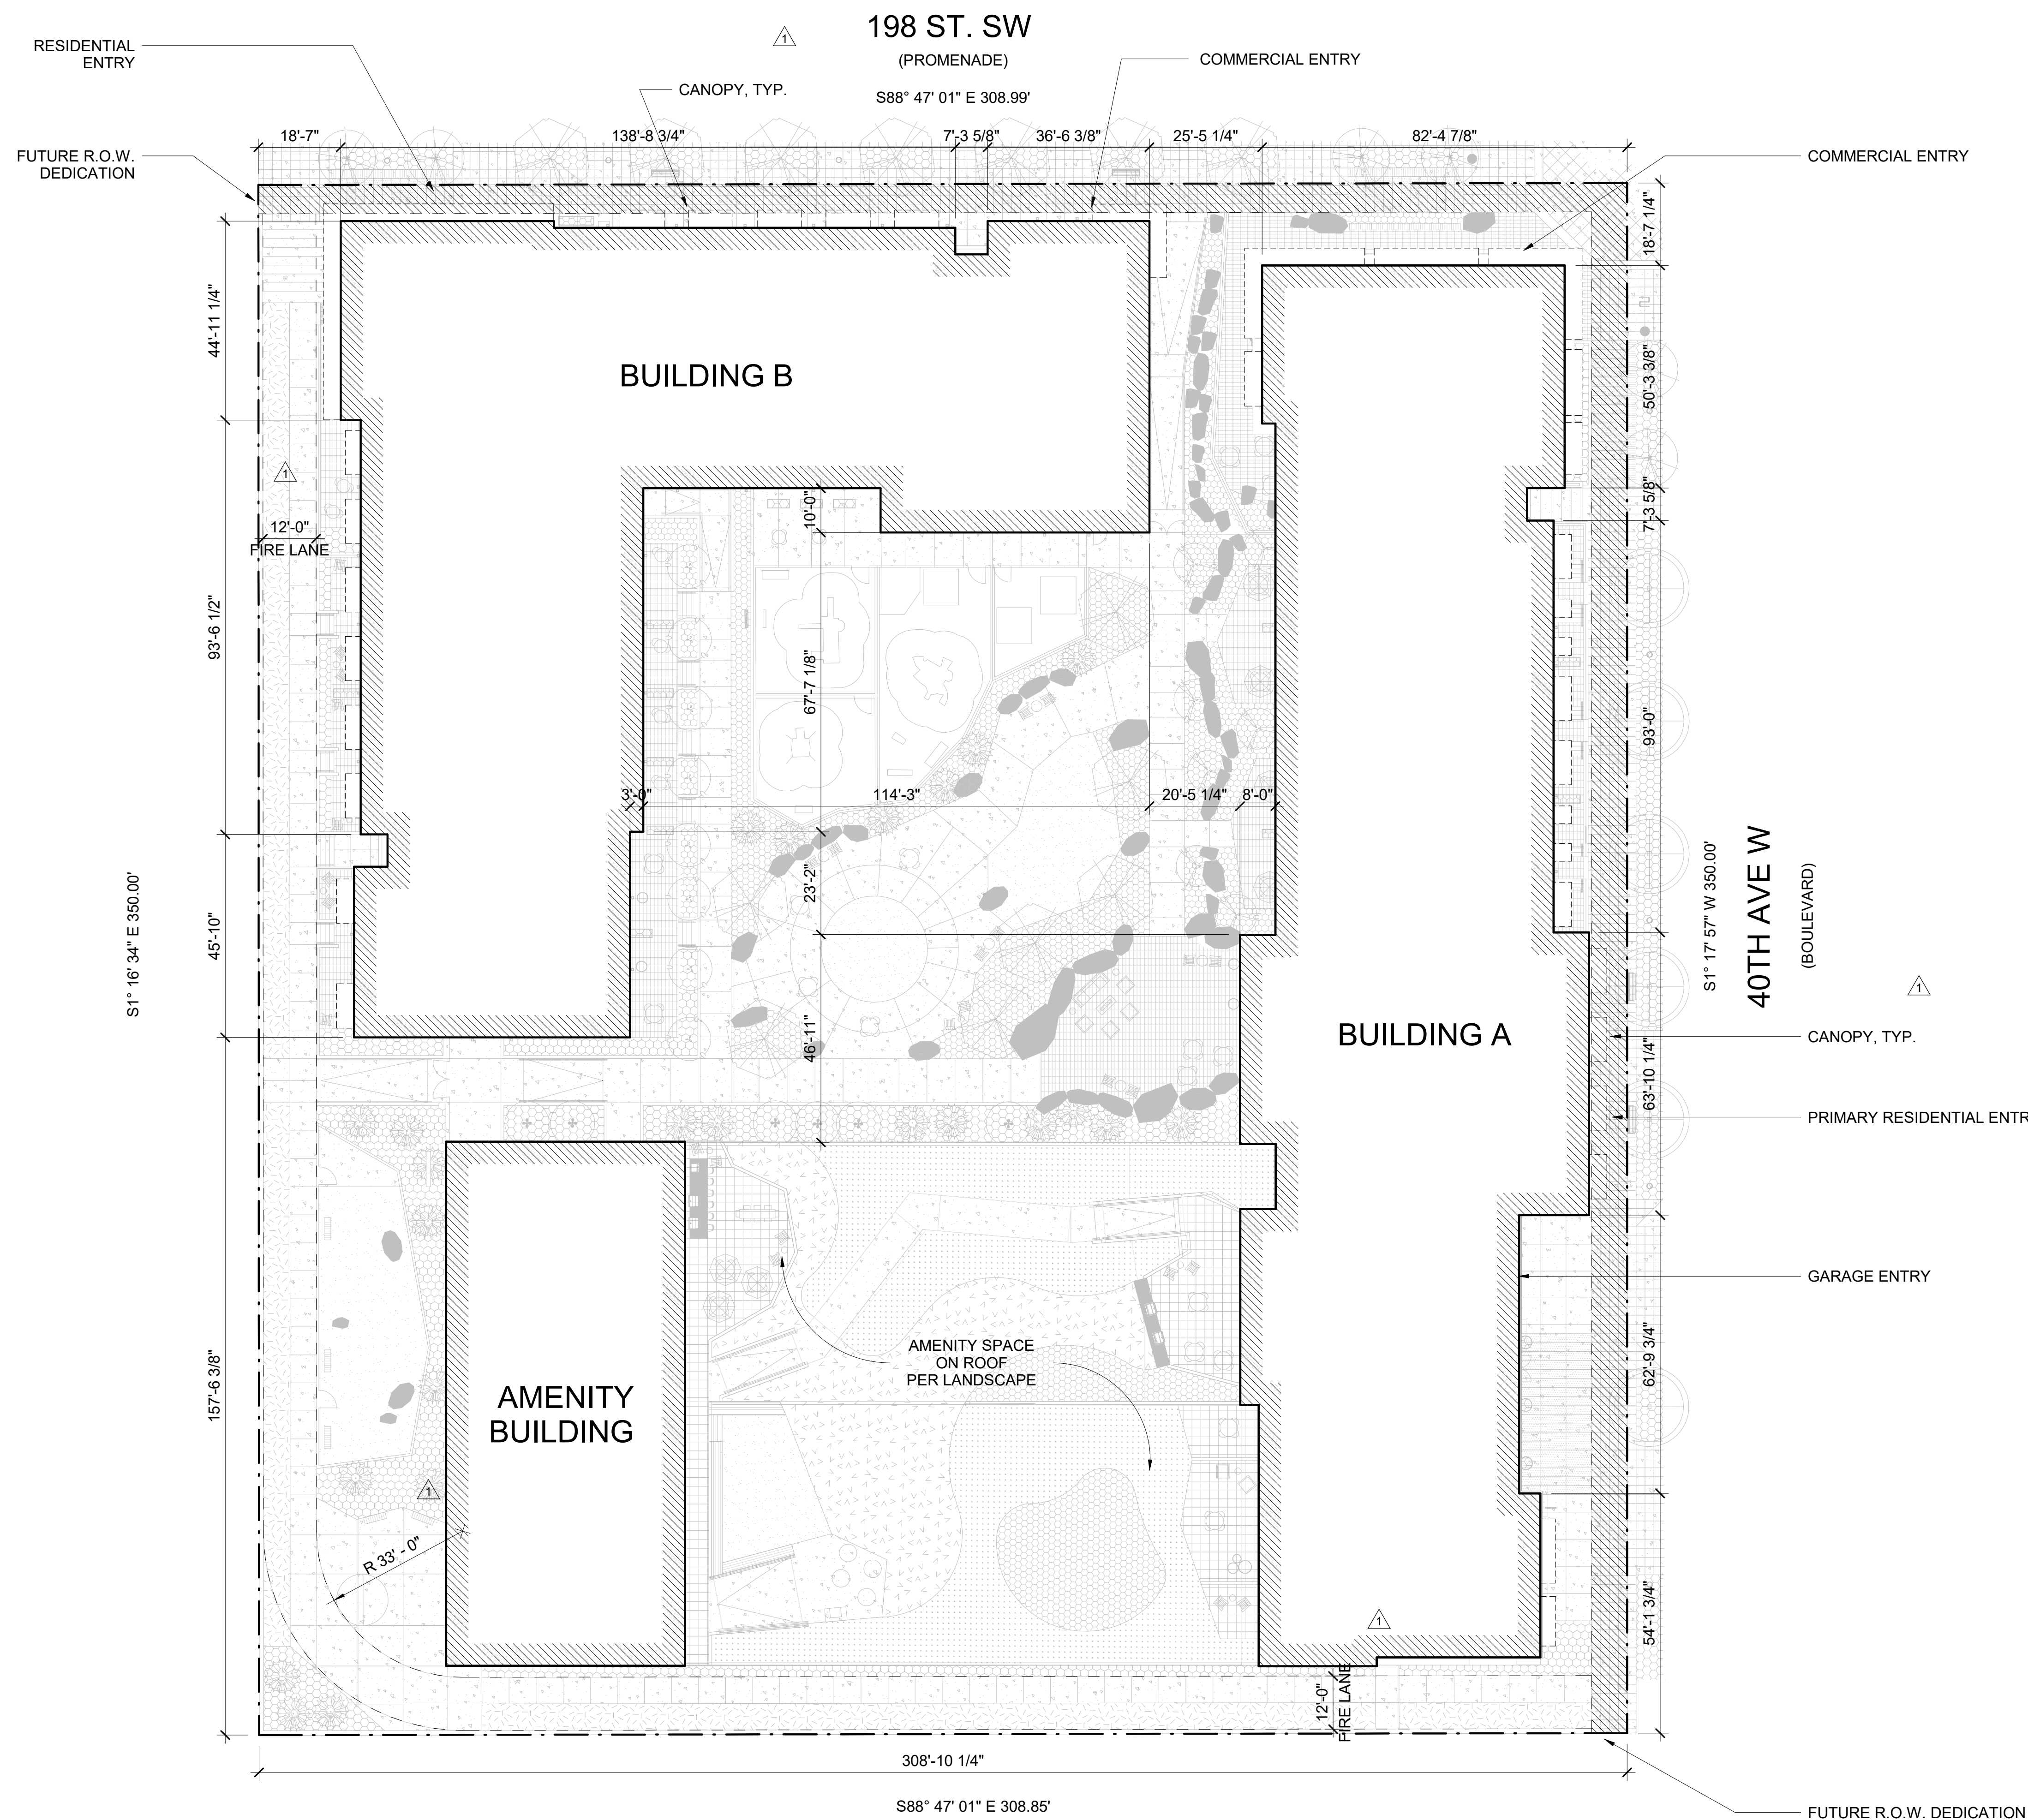 198 ST. SW
(PROMENADE)
S88° 47' 01" E 308.99'
1
RESIDENTIAL
ENTRY
CANOPY, TYP.
COMMERCIAL ENTRY
FUTURE R.O.W.
DEDICATION
COMMERCIAL ENTRY
18'-7"
138'-8 3/4"
7'-3 5/8"
36'-6 3/8"
25'-5 1/4"
82'-4 7/8"
18'-7 1/4"
44'-11 1/4"
50'-3 3/8"
BUILDING B
1
12'-0"
FIRE LANE
10'-0"
7'-3 5/8"
93'-6 1/2"
67'-7 1/8"
93'-0"
3'-0"
114'-3"
20'-5 1/4"
8'-0"
S1° 16' 34" E 350.00'
45'-10"
23'-2"
46'-11"
BUILDING A
S1° 17' 57" W 350.00'
40TH AVE W
(BOULEVARD)
1
CANOPY, TYP.
63'-10 1/4"
PRIMARY RESIDENTIAL ENTR
GARAGE ENTRY
AMENITY SPACE
ON ROOF
PER LANDSCAPE
157'-6 3/8"
62'-9 3/4"
AMENITY
BUILDING
1
R 33' - 0"
1
54'-1 3/4"
12'-0"
FIRE LANE
308'-10 1/4"
S88° 47' 01" E 308.85'
FUTURE R.O.W. DEDICATION